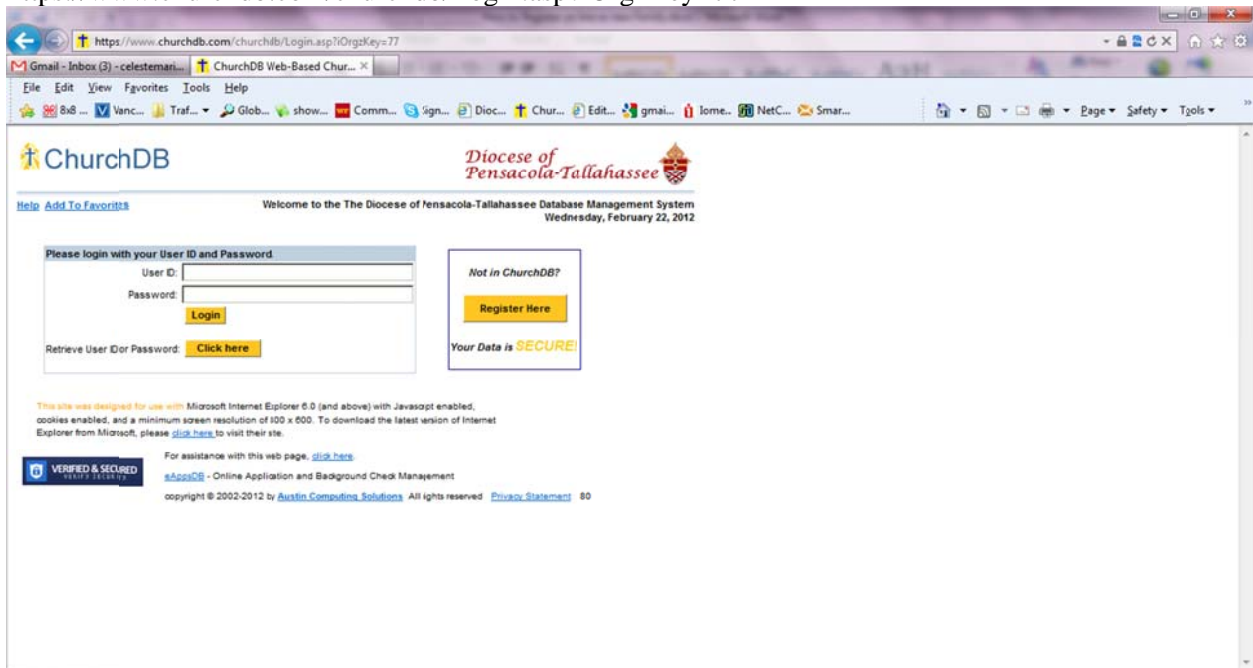 https://www.churchdb.com/churchdb/Login.asp?iOrgzKey=77
Gmail - Inbox (3) - celestemari... ChurchDB Web-Based Chur... ×
File Edit View Favorites Tools Help
8x8 ... Vanc... Traf... Glob... show... Comm... Sign... Dioc... Chur... Edit... gmai... NetC... Smar... Page Safety Tools
ChurchDB
Diocese of
Pensacola-Tallahassee
Help Add To Favorites Welcome to the The Diocese of Pensacola-Tallahassee Database Management System
Wednesday, February 22, 2012
Please login with your User ID and Password
User ID:
Password:
Login
Retrieve User ID or Password: Click here
Not in ChurchDB?
Register Here
Your Data is SECURE!
This site was designed for use with Microsoft Internet Explorer 6.0 (and above) with Javascript enabled,
cookies enabled, and a minimum screen resolution of 800 x 600. To download the latest version of Internet
Explorer from Microsoft, please click here to visit their site.
VERIFIED & SECURED
VERIFY SECURITY
For assistance with this web page, click here.
eAppsDB - Online Application and Background Check Management
copyright © 2002-2012 by Austin Computing Solutions All rights reserved Privacy Statement 80